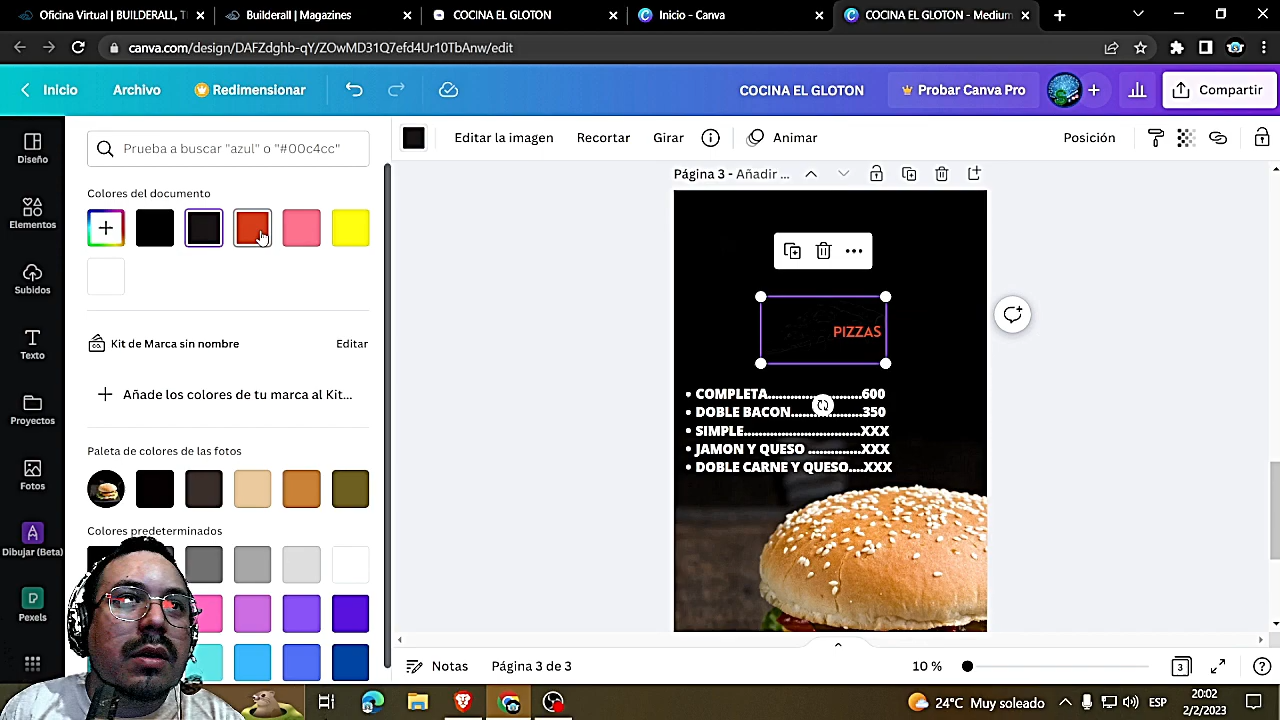 Oficina Virtual | BUILDERALL, Ti
Builderall | Magazines
COCINA EL GLOTON
Inicio - Canva
COCINA EL GLOTON - Medium
canva.com/design/DAFZdghb-qY/ZOwMD31Q7efd4Ur10TbAnw/edit
Inicio
Archivo
Redimensionar
COCINA EL GLOTON
Probar Canva Pro
Compartir
Diseño
Elementos
Subidos
Texto
Proyectos
Fotos
Dibujar (Beta)
Pexels
Prueba a buscar "azul" o "#00c4cc"
Colores del documento
Kit de Marca sin nombre
Editar
Añade los colores de tu marca al Kit...
Paleta de colores de las fotos
Colores predeterminados
Editar la imagen
Recortar
Girar
Animar
Posición
Página 3 - Añadir ...
PIZZAS
• COMPLETA.........................600
• DOBLE BACON...................350
• SIMPLE...............................XXX
• JAMON Y QUESO ..............XXX
• DOBLE CARNE Y QUESO....XXX
Notas
Página 3 de 3
10 %
3
24°C Muy soleado
ESP
20:02
2/2/2023